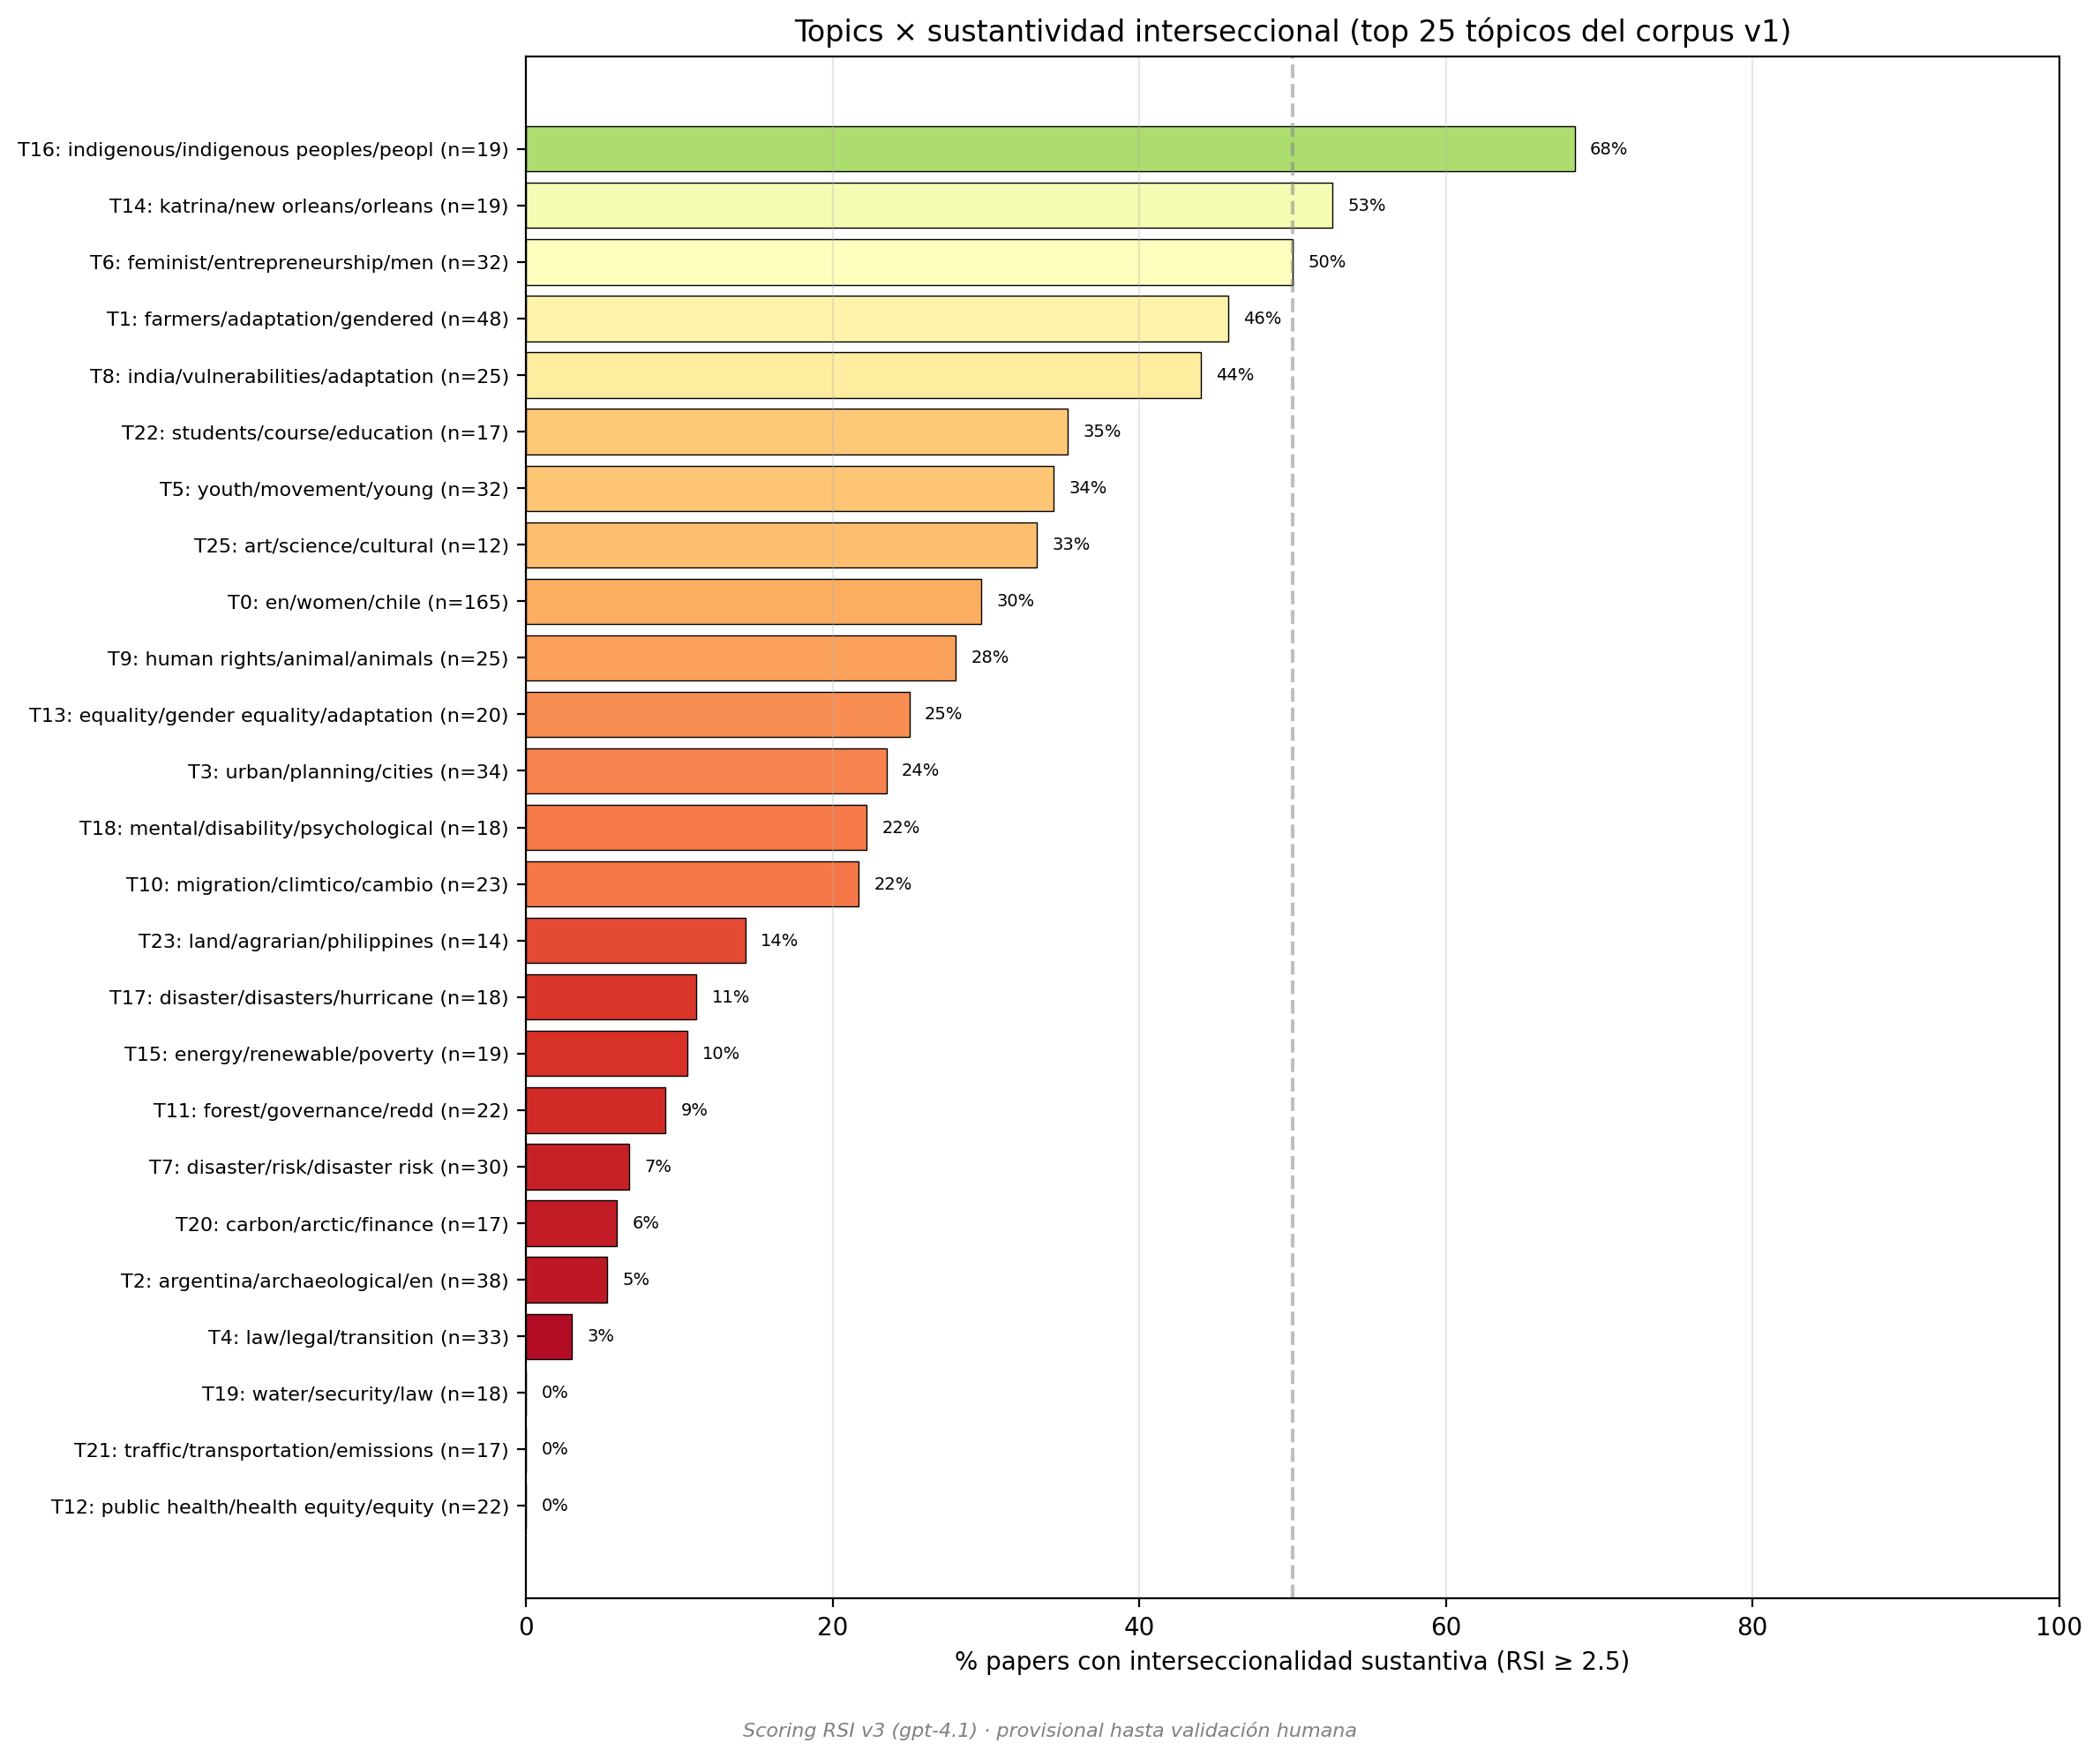 Topics × sustantividad interseccional (top 25 tópicos del corpus v1)
T16: indigenous/indigenous peoples/peopl (n=19) 68%
T14: katrina/new orleans/orleans (n=19) 53%
T6: feminist/entrepreneurship/men (n=32) 50%
T1: farmers/adaptation/gendered (n=48) 46%
T8: india/vulnerabilities/adaptation (n=25) 44%
T22: students/course/education (n=17) 35%
T5: youth/movement/young (n=32) 34%
T25: art/science/cultural (n=12) 33%
T0: en/women/chile (n=165) 30%
T9: human rights/animal/animals (n=25) 28%
T13: equality/gender equality/adaptation (n=20) 25%
T3: urban/planning/cities (n=34) 24%
T18: mental/disability/psychological (n=18) 22%
T10: migration/climtico/cambio (n=23) 22%
T23: land/agrarian/philippines (n=14) 14%
T17: disaster/disasters/hurricane (n=18) 11%
T15: energy/renewable/poverty (n=19) 10%
T11: forest/governance/redd (n=22) 9%
T7: disaster/risk/disaster risk (n=30) 7%
T20: carbon/arctic/finance (n=17) 6%
T2: argentina/archaeological/en (n=38) 5%
T4: law/legal/transition (n=33) 3%
T19: water/security/law (n=18) 0%
T21: traffic/transportation/emissions (n=17) 0%
T12: public health/health equity/equity (n=22) 0%
0 20 40 60 80 100
% papers con interseccionalidad sustantiva (RSI ≥ 2.5)
Scoring RSI v3 (gpt-4.1) · provisional hasta validación humana